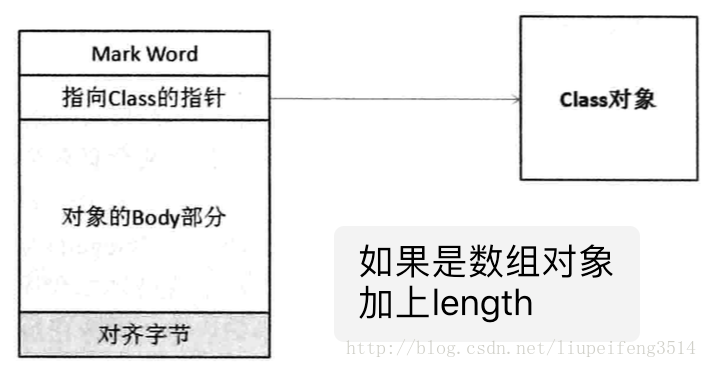 Mark Word
指向Class的指针
Class对象
对象的Body部分
如果是数组对象
加上length
对齐字节
http://blog.csdn.net/liupeifeng3514